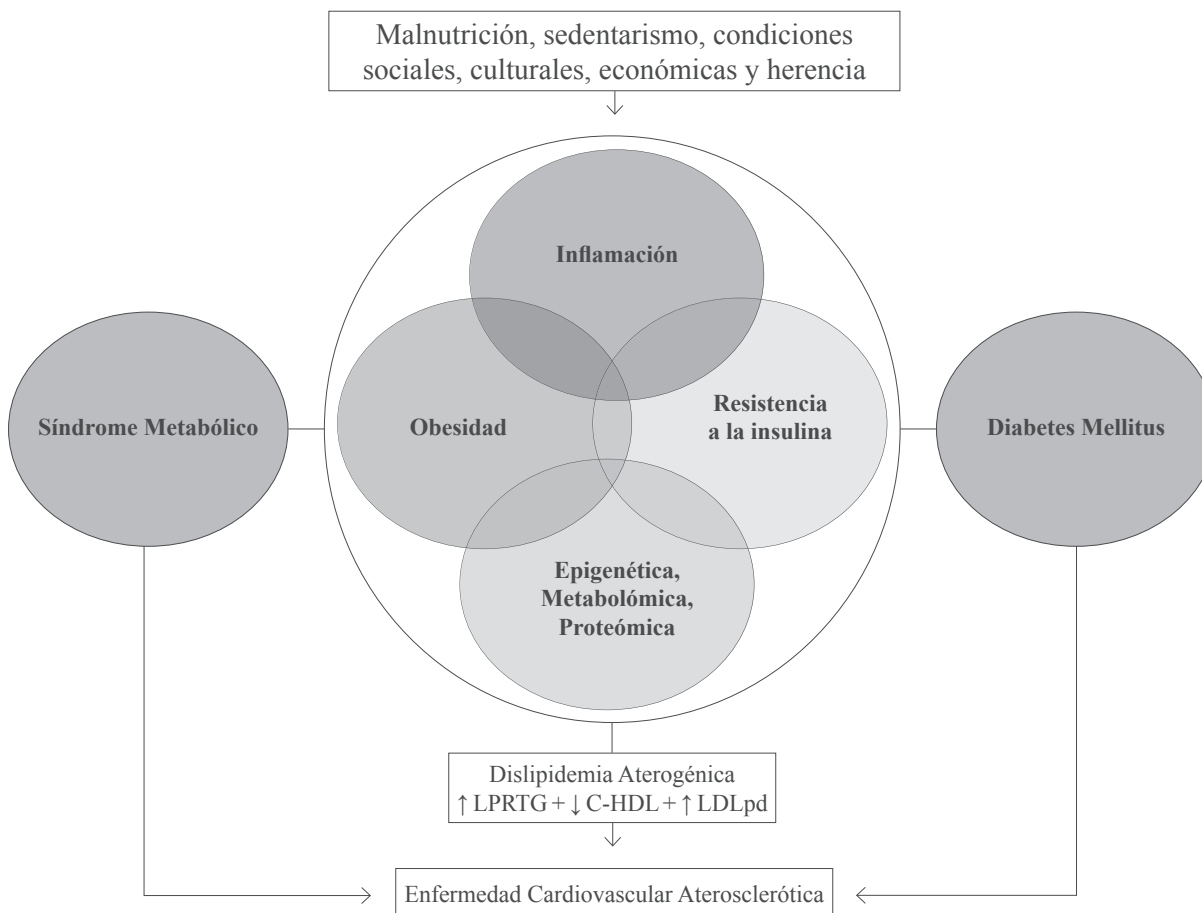 Malnutrición, sedentarismo, condiciones
sociales, culturales, económicas y herencia
Inflamación
Síndrome Metabólico
Obesidad
Resistencia
a la insulina
Diabetes Mellitus
Epigenética,
Metabolómica,
Proteómica
Dislipidemia Aterogénica
↑ LPRTG + ↓ C-HDL + ↑ LDLpd
Enfermedad Cardiovascular Aterosclerótica